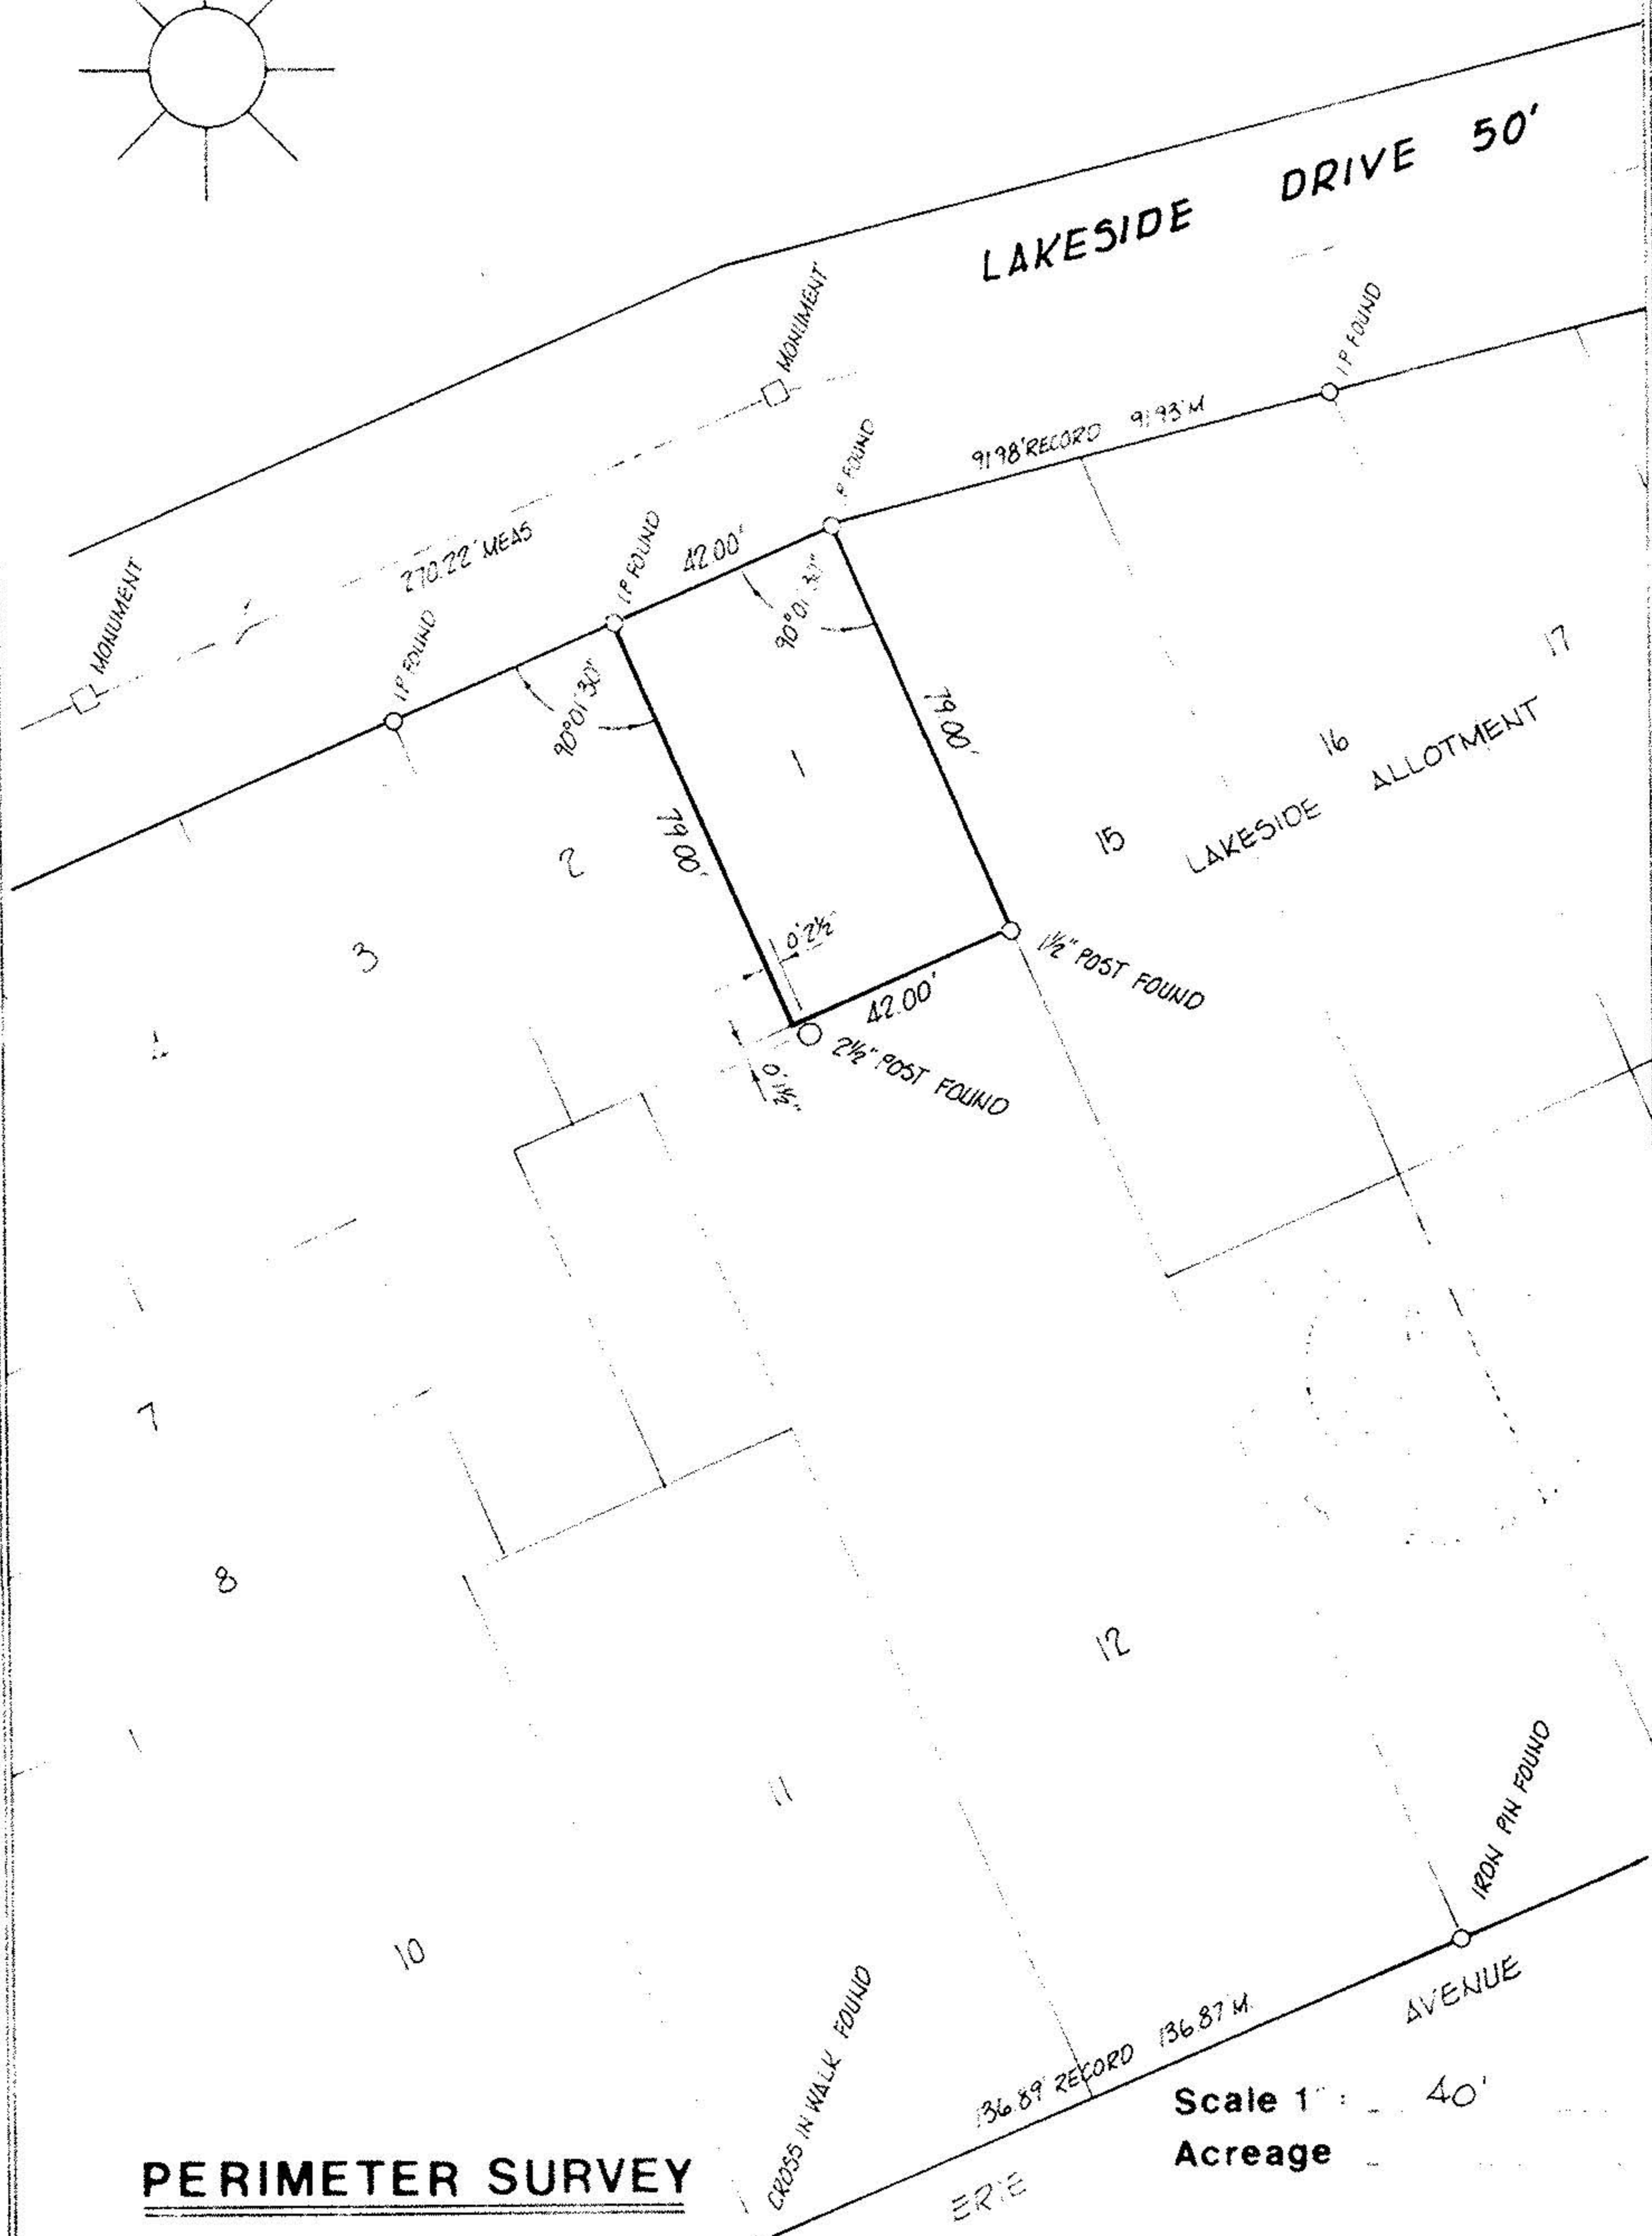 LAKESIDE DRIVE 50'
MONUMENT
I P FOUND
I P FOUND
91.98' RECORD 91.93' M
270.22' MEAS
I P FOUND
42.00'
90°01'30"
MONUMENT
I P FOUND
90°01'30"
79.00'
79.00'
1
2
3
4
15
16
17
LAKESIDE ALLOTMENT
0'2½"
1½" POST FOUND
42.00'
2½" POST FOUND
0'1½"
7
8
12
11
10
IRON PIN FOUND
CROSS IN WALK FOUND
136.89' RECORD 136.87' M.
ERIE AVENUE
Scale 1" : 40'
Acreage
PERIMETER SURVEY